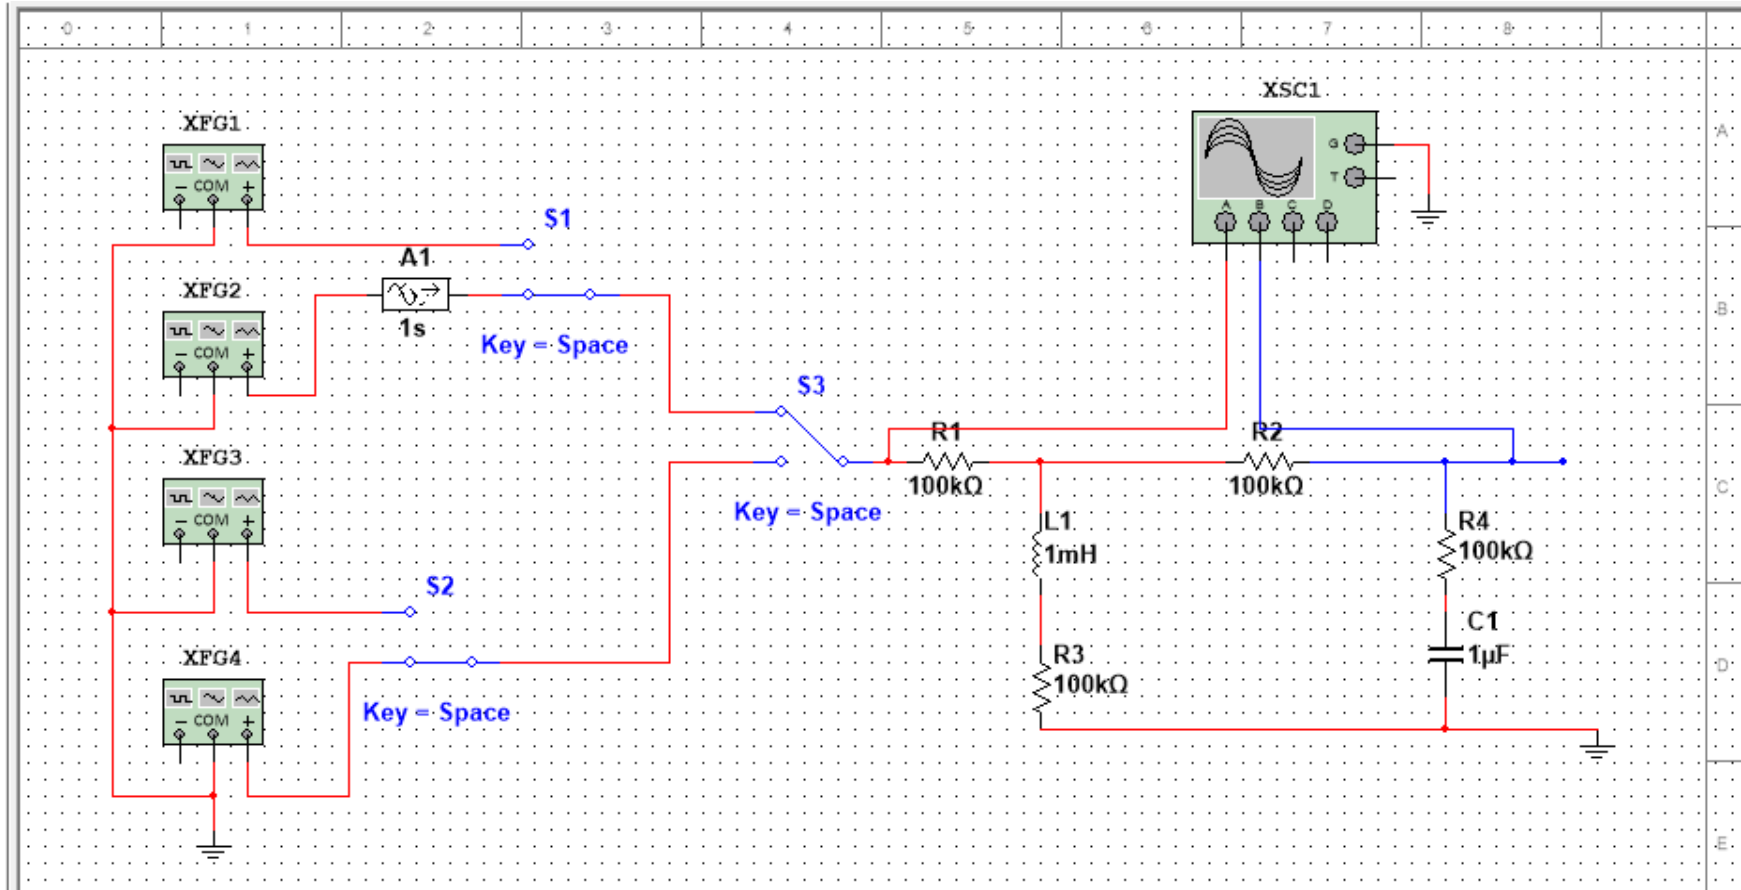 0 1 2 3 4 5 6 7 8
XSC1
A
XFG1
G
T
COM
A B C D
S1
A1
XFG2
B
1s
Key = Space
COM
S3
R1
R2
XFG3
100kΩ
100kΩ
C
Key = Space
COM
L1
1mH
R4
100kΩ
S2
C1
1µF
XFG4
R3
100kΩ
D
Key = Space
COM
E